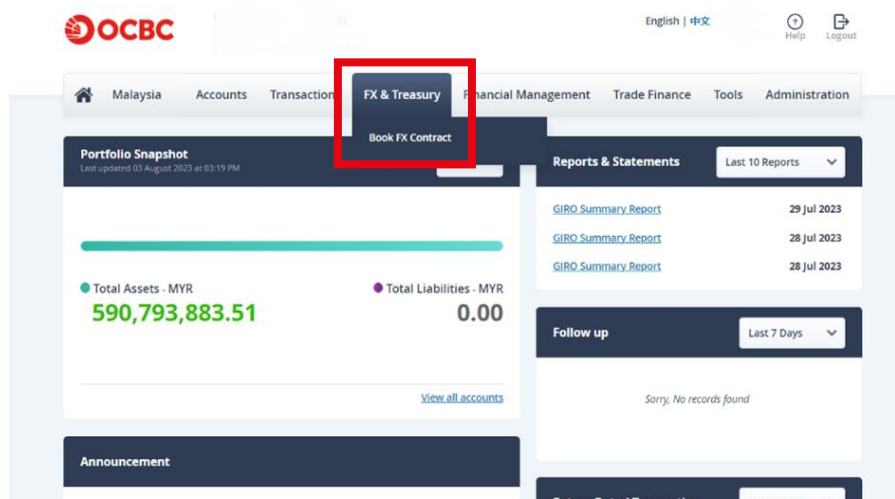 OCBC
English | 中文
Help
Logout
Malaysia
Accounts
Transaction
FX & Treasury
Financial Management
Trade Finance
Tools
Administration
Book FX Contract
Portfolio Snapshot
Last updated 03 August 2023 at 03:19 PM
Reports & Statements
Last 10 Reports
GIRO Summary Report 29 Jul 2023
GIRO Summary Report 28 Jul 2023
GIRO Summary Report 28 Jul 2023
Total Assets - MYR
590,793,883.51
Total Liabilities - MYR
0.00
View all accounts
Follow up
Last 7 Days
Sorry, No records found
Announcement